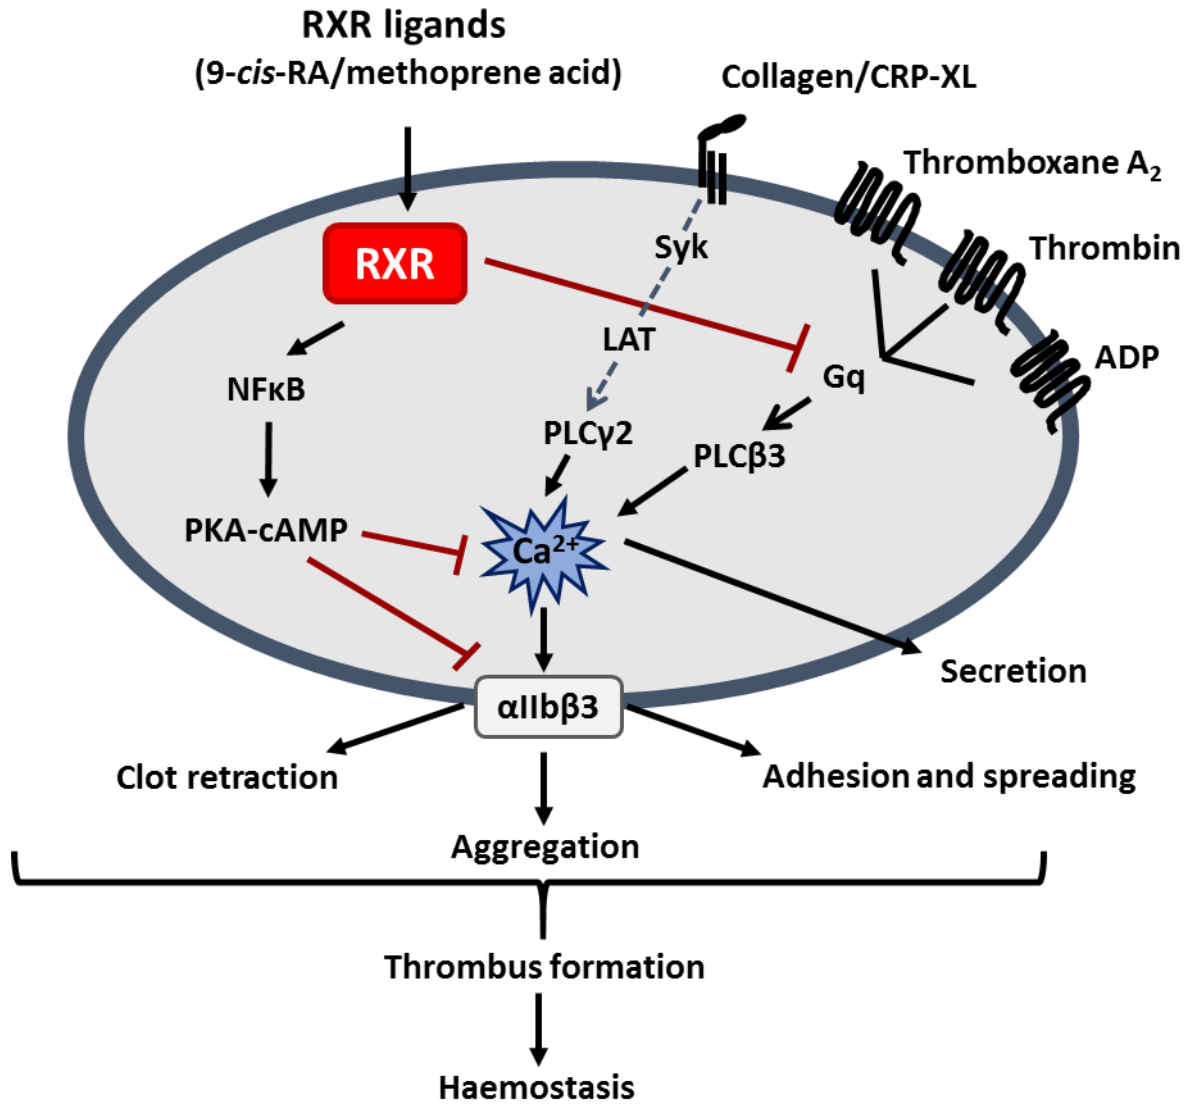 RXR ligands
(9-cis-RA/methoprene acid)
Collagen/CRP-XL
Thromboxane A₂
Thrombin
ADP
RXR
Syk
LAT
Gq
NFκB
PLCγ2
PLCβ3
PKA-cAMP
Ca²⁺
Secretion
αIIbβ3
Clot retraction
Adhesion and spreading
Aggregation
Thrombus formation
Haemostasis